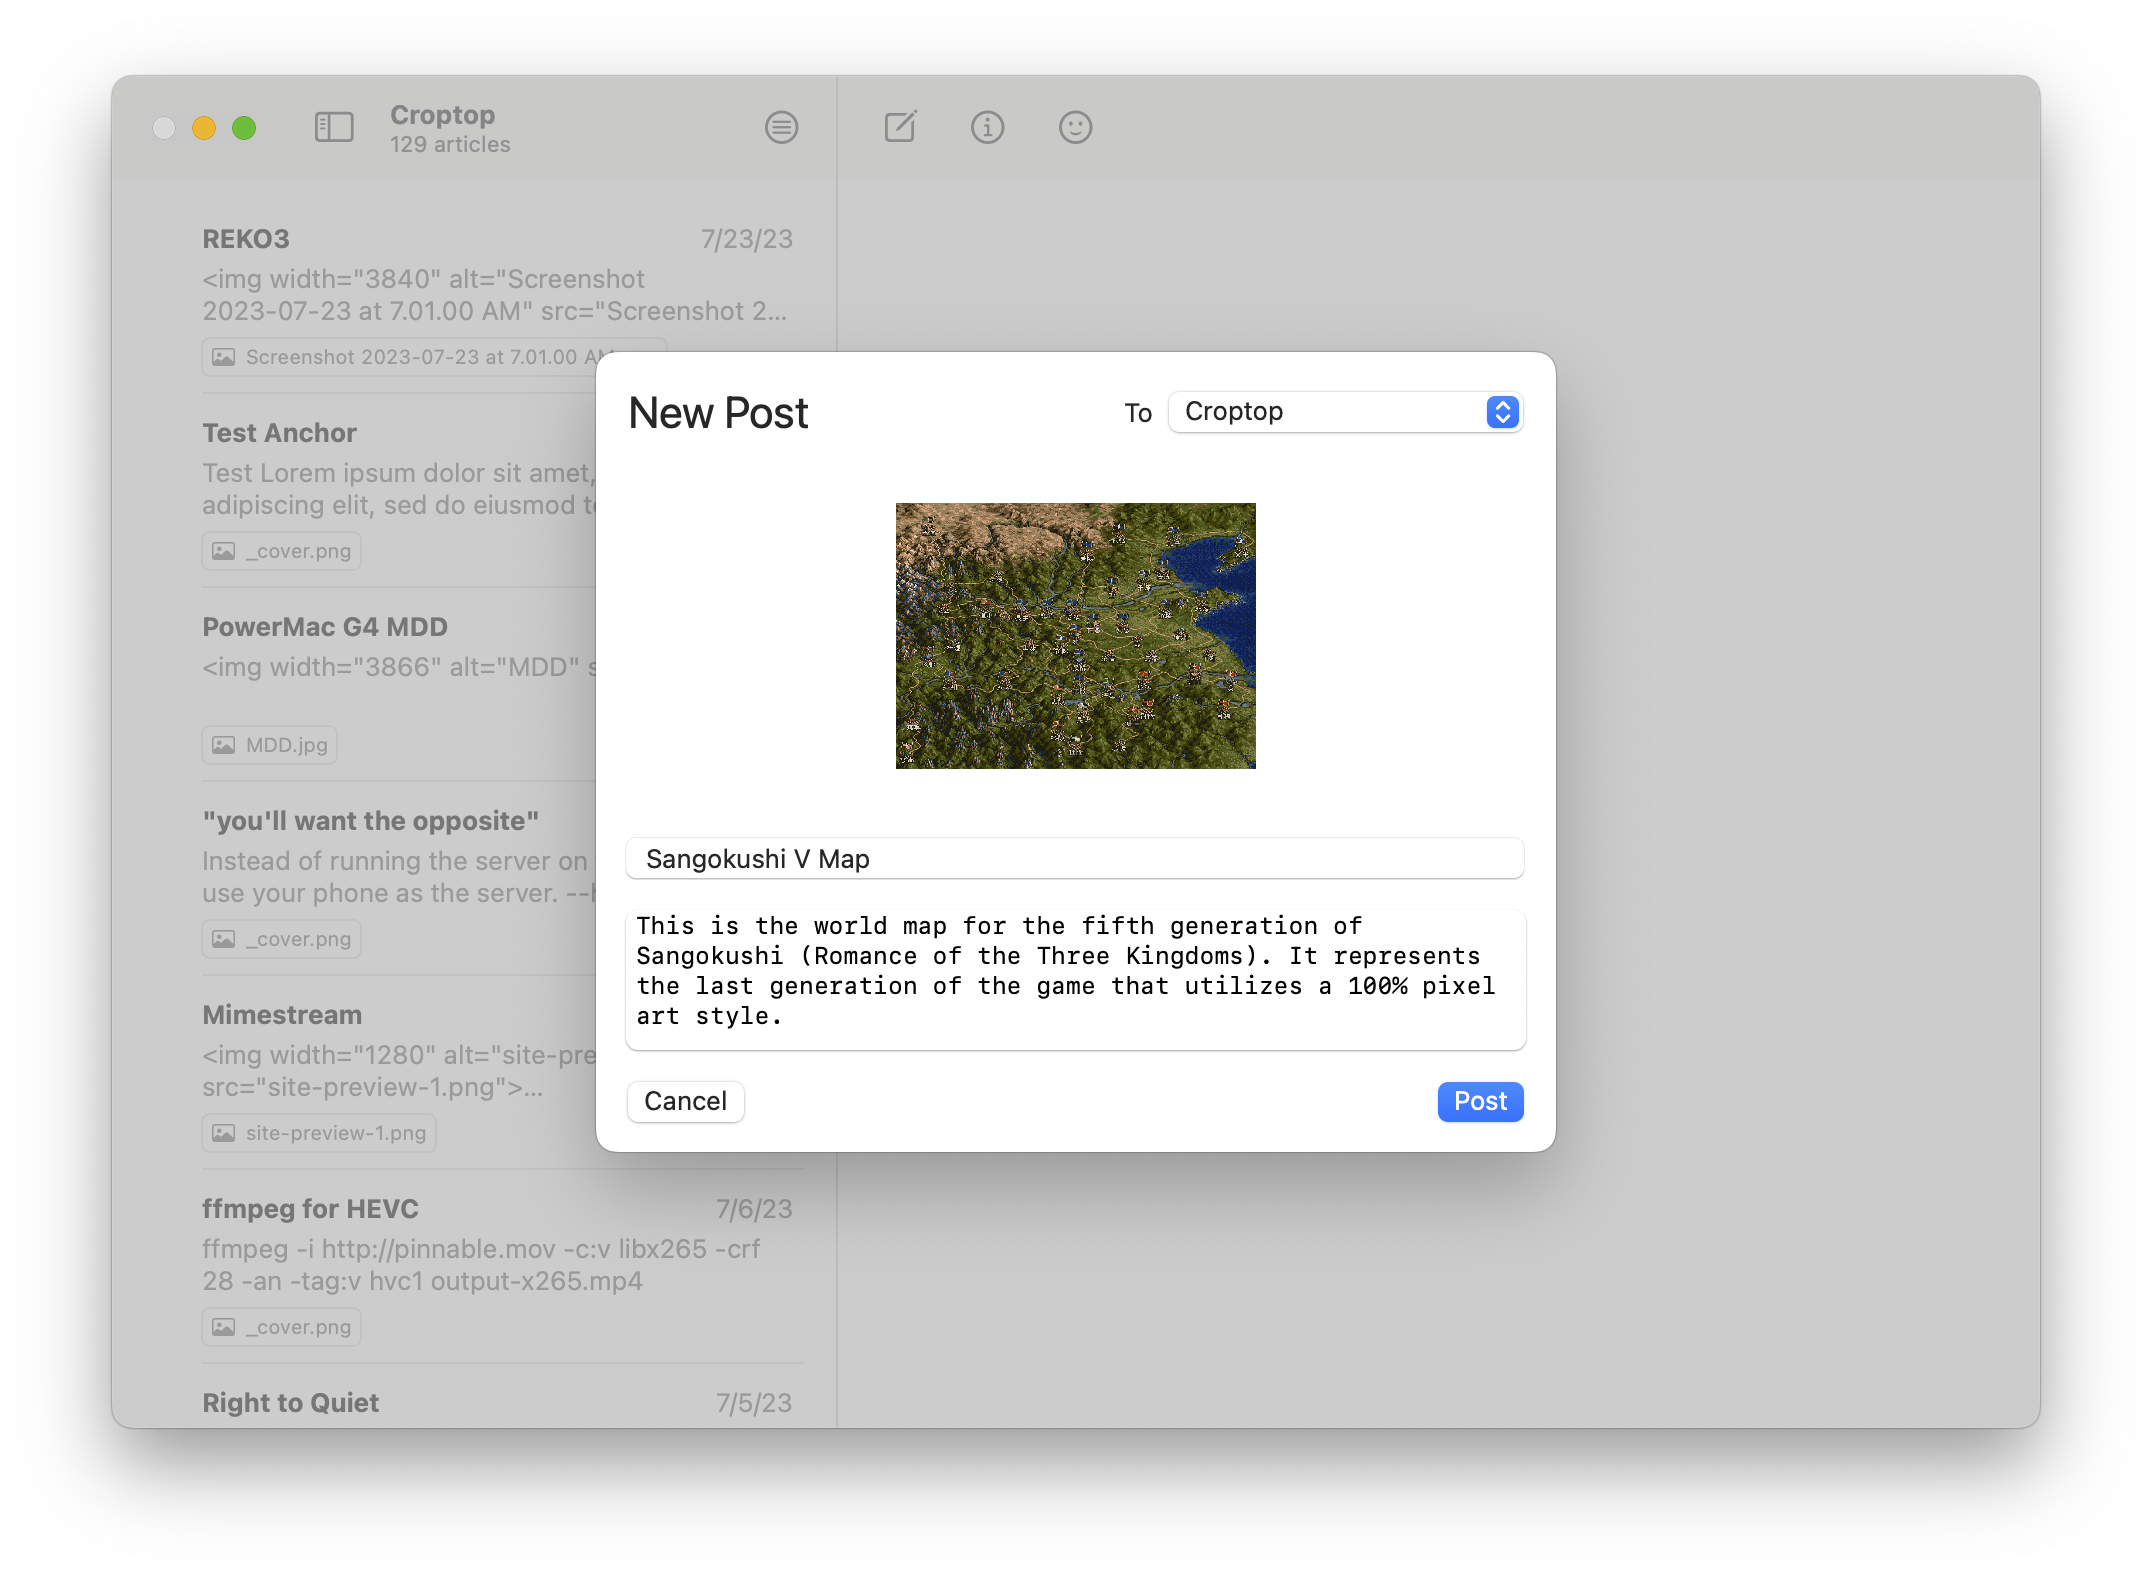 Croptop
129 articles
REKO3
7/23/23
<img width="3840" alt="Screenshot
2023-07-23 at 7.01.00 AM" src="Screenshot 2...
Screenshot 2023-07-23 at 7.01.00 AM
Test Anchor
Test Lorem ipsum dolor sit amet,
adipiscing elit, sed do eiusmod
_cover.png
PowerMac G4 MDD
<img width="3866" alt="MDD"
MDD.jpg
"you'll want the opposite"
Instead of running the server on
use your phone as the server.
_cover.png
Mimestream
<img width="1280" alt="site-pre
src="site-preview-1.png">...
site-preview-1.png
ffmpeg for HEVC
7/6/23
ffmpeg -i http://pinnable.mov -c:v libx265 -crf
28 -an -tag:v hvc1 output-x265.mp4
_cover.png
Right to Quiet
7/5/23
New Post
To
Croptop
Sangokushi V Map
This is the world map for the fifth generation of
Sangokushi (Romance of the Three Kingdoms). It represents
the last generation of the game that utilizes a 100% pixel
art style.
Cancel
Post